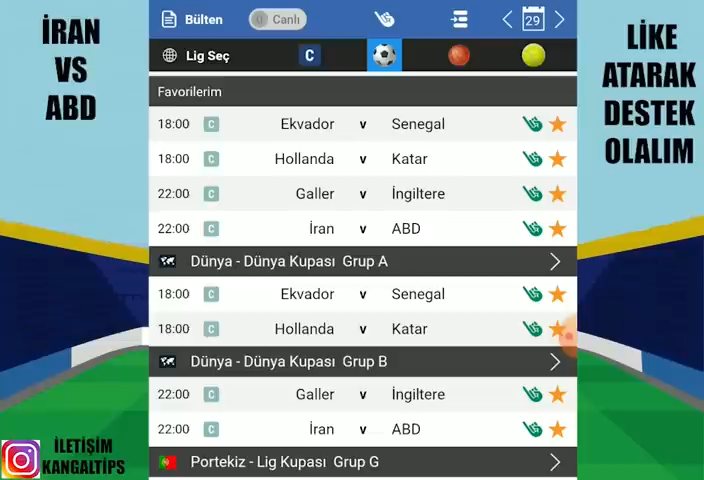 İRAN
VS
ABD
LİKE
ATARAK
DESTEK
OLALIM
Bülten
Canlı
29
Lig Seç
C
Favorilerim
18:00 C Ekvador v Senegal
18:00 C Hollanda v Katar
22:00 C Galler v İngiltere
22:00 C İran v ABD
Dünya - Dünya Kupası Grup A
18:00 C Ekvador v Senegal
18:00 C Hollanda v Katar
Dünya - Dünya Kupası Grup B
22:00 C Galler v İngiltere
22:00 C İran v ABD
Portekiz - Lig Kupası Grup G
İLETİŞİM
KANGALTİPS